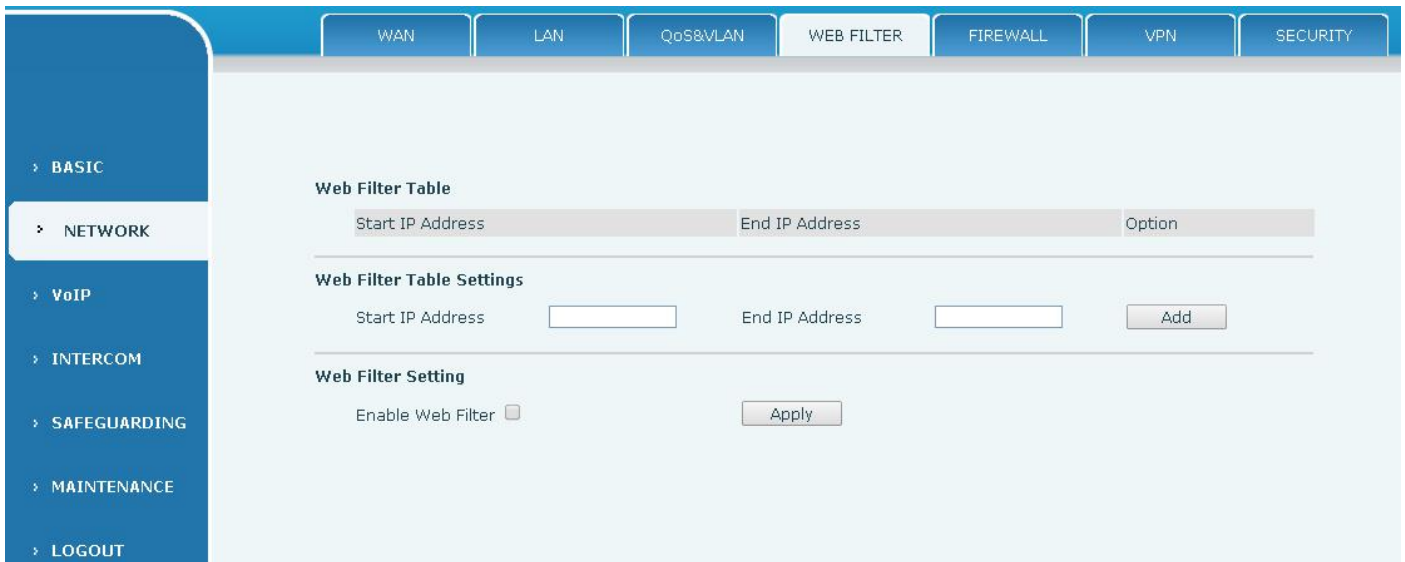 WAN LAN QoS&VLAN WEB FILTER FIREWALL VPN SECURITY
› BASIC
› NETWORK
› VoIP
› INTERCOM
› SAFEGUARDING
› MAINTENANCE
› LOGOUT
Web Filter Table
Start IP Address End IP Address Option
Web Filter Table Settings
Start IP Address End IP Address Add
Web Filter Setting
Enable Web Filter Apply